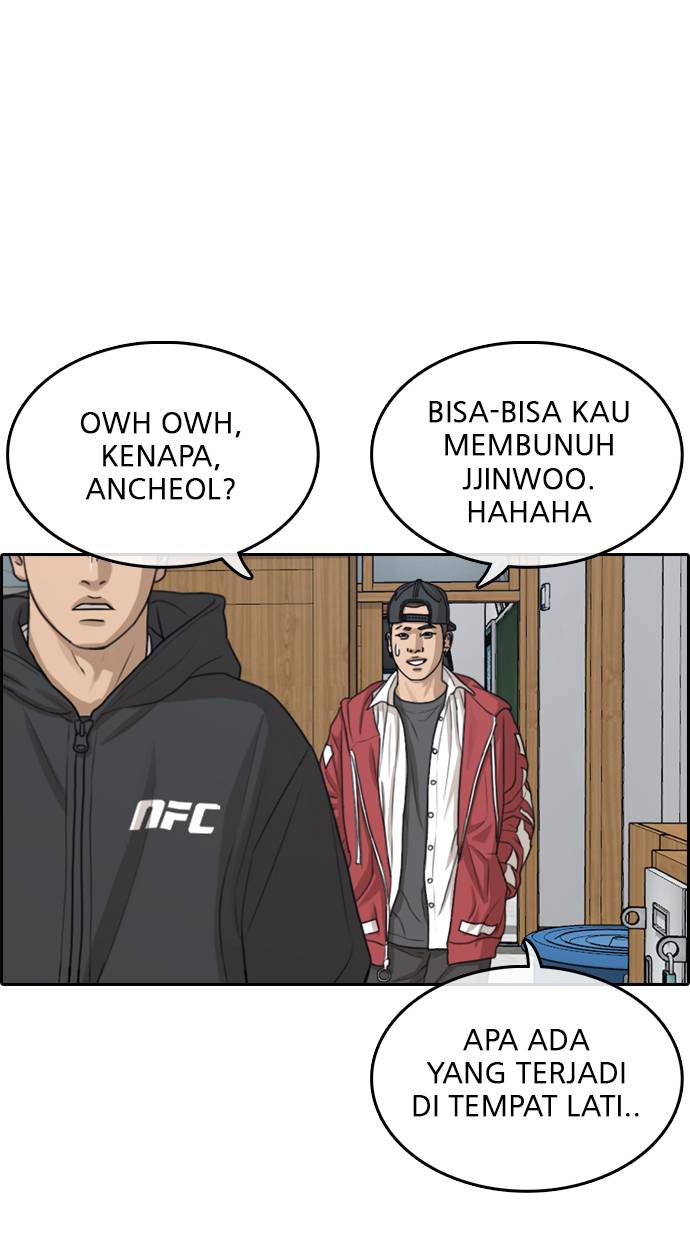 OWH OWH,
KENAPA,
ANCHEOL?
BISA-BISA KAU
MEMBUNUH
JJINWOO.
HAHAHA
NFC
APA ADA
YANG TERJADI
DI TEMPAT LATI..